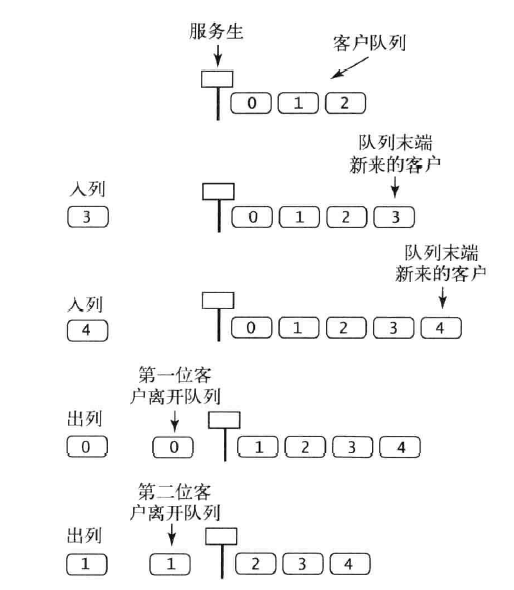 服务生
客户队列
0 1 2
队列末端
新来的客户
入列
3 0 1 2 3
队列末端
新来的客户
入列
4 0 1 2 3 4
第一位客
户离开队列
出列
0 0 1 2 3 4
第二位客
户离开队列
出列
1 1 2 3 4